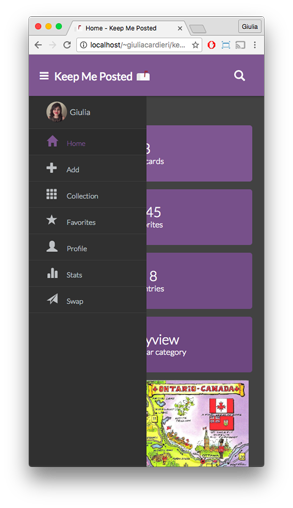 Home - Keep Me Posted
Giulia
localhost/~giuliacardieri/ke...
Keep Me Posted
Giulia
Home
Add
Collection
Favorites
Profile
Stats
Swap
3
cards
45
rites
8
ntries
yview
ar category
ONTARIO - CANADA